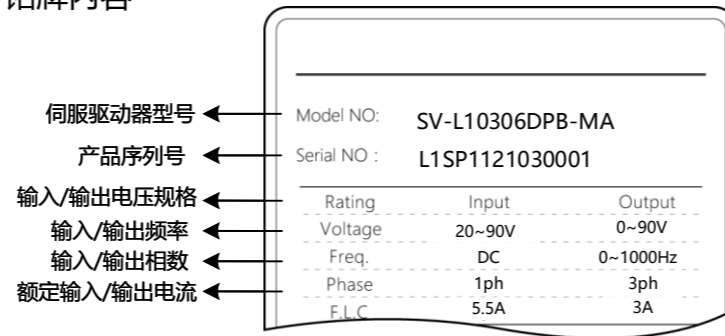 铭牌内容
伺服驱动器型号 Model NO: SV-L10306DPB-MA
产品序列号 Serial NO : L1SP1121030001
输入/输出电压规格 Rating Input Output
输入/输出频率 Voltage 20~90V 0~90V
输入/输出相数 Freq. DC 0~1000Hz
额定输入/输出电流 Phase 1ph 3ph
F.L.C 5.5A 3A